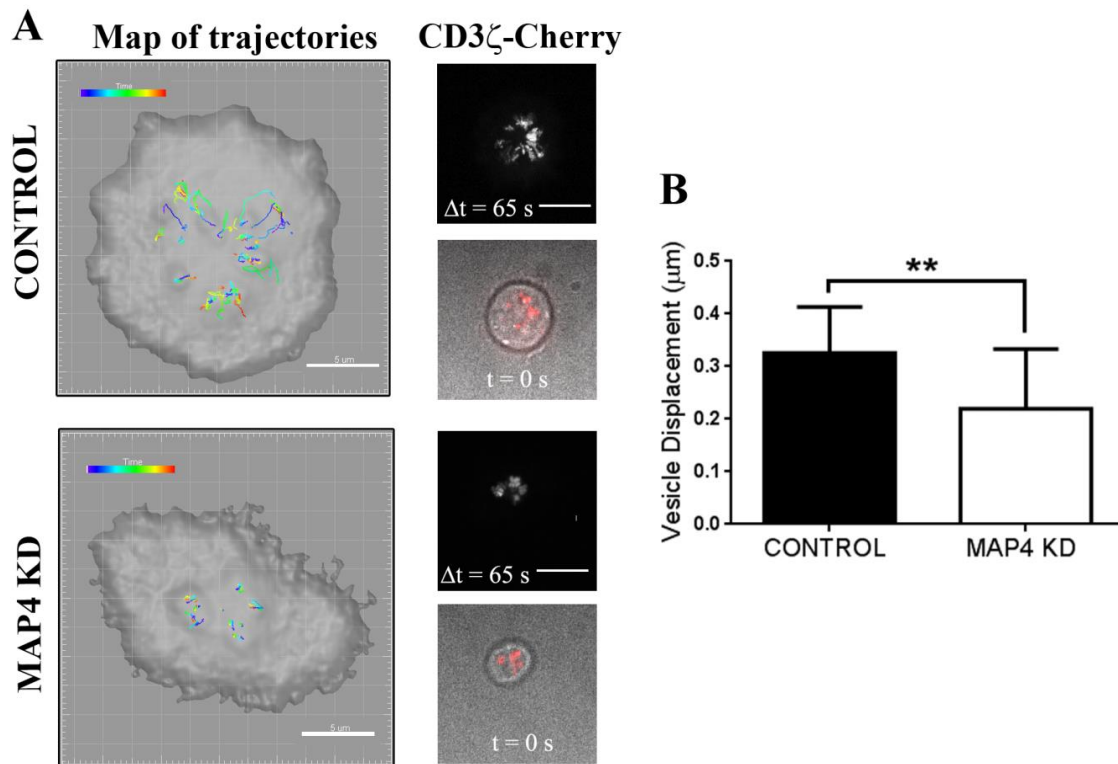 A
Map of trajectories
CD3ζ-Cherry
CONTROL
Time
5 um
Δt = 65 s
t = 0 s
MAP4 KD
Time
5 um
Δt = 65 s
t = 0 s
B
**
Vesicle Displacement (μm)
0.5
0.4
0.3
0.2
0.1
0.0
CONTROL
MAP4 KD